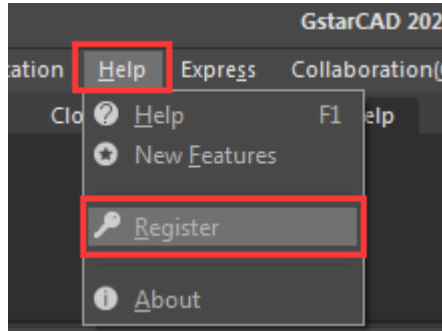 GstarCAD 202
ation Help Express Collaboration(
Clo Help F1 elp
New Features
Register
About